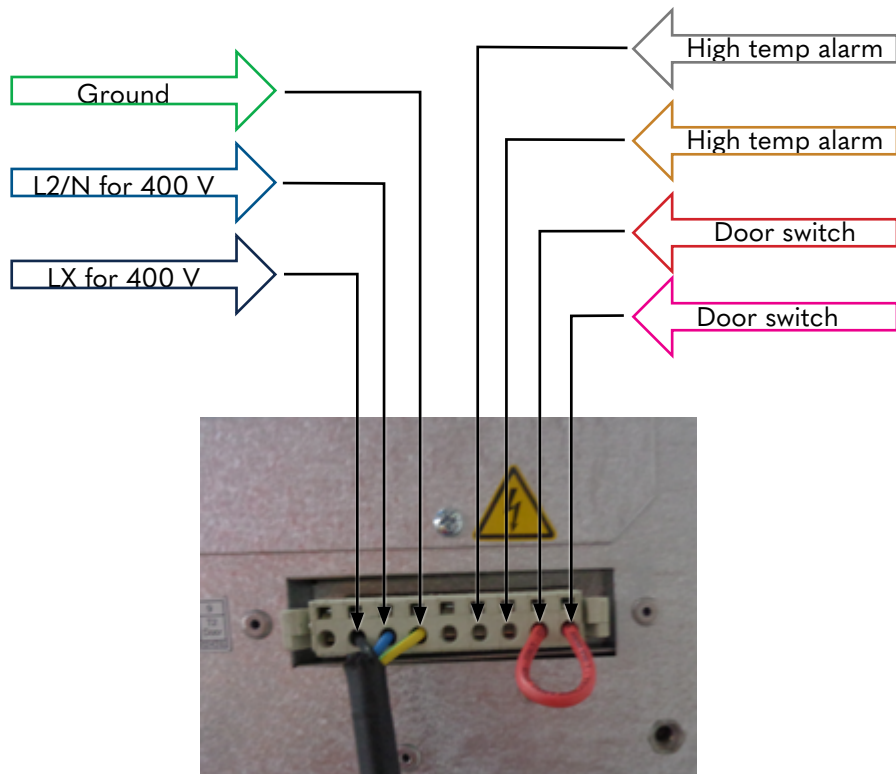 High temp alarm
Ground
High temp alarm
L2/N for 400 V
Door switch
LX for 400 V
Door switch